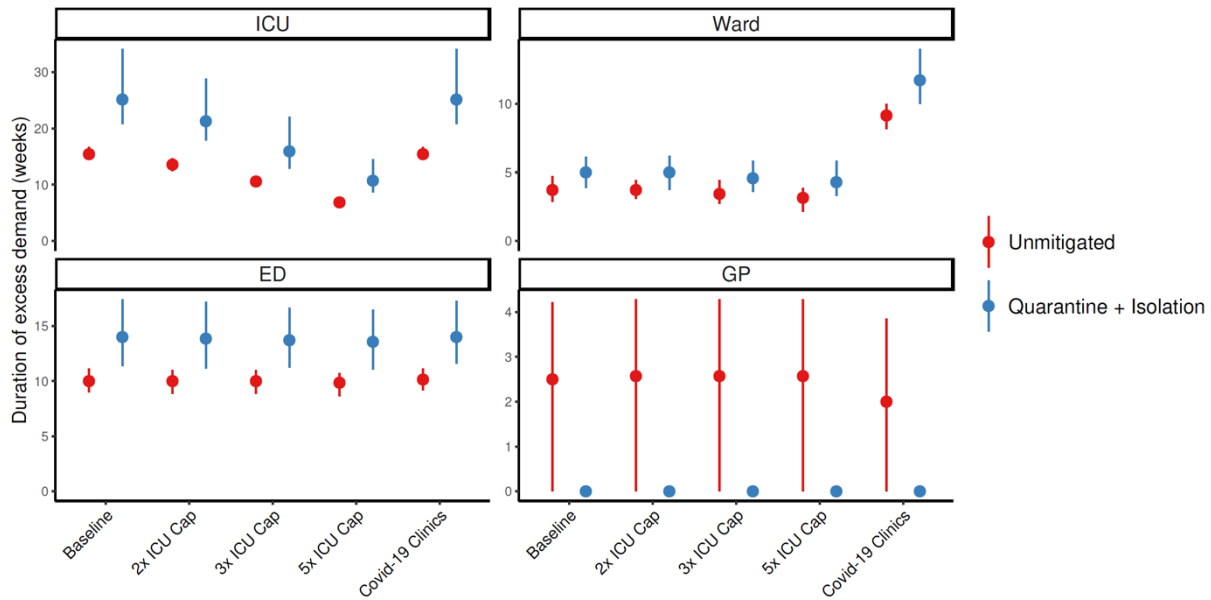 ICU
Ward
Duration of excess demand (weeks)
30
20
10
0
10
5
0
ED
GP
15
10
5
0
4
3
2
1
0
Baseline
2x ICU Cap
3x ICU Cap
5x ICU Cap
Covid-19 Clinics
Baseline
2x ICU Cap
3x ICU Cap
5x ICU Cap
Covid-19 Clinics
Unmitigated
Quarantine + Isolation